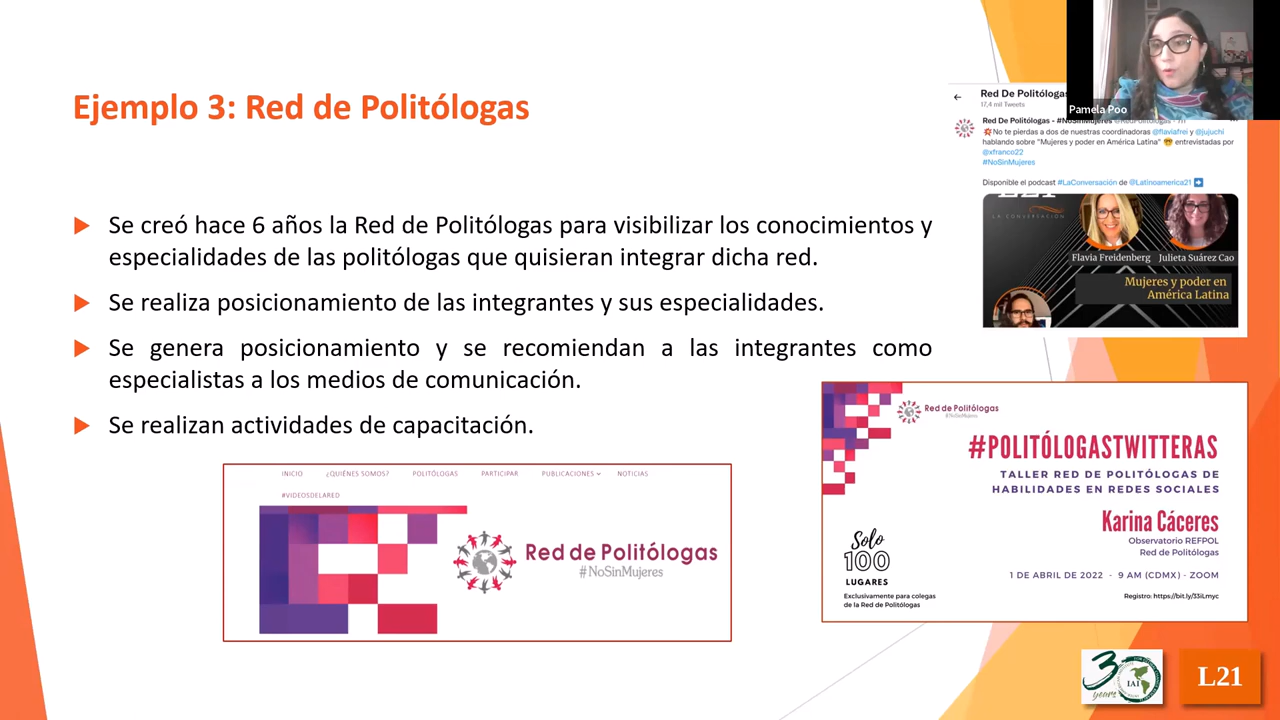 Ejemplo 3: Red de Politólogas
Se creó hace 6 años la Red de Politólogas para visibilizar los conocimientos y
especialidades de las politólogas que quisieran integrar dicha red.
Se realiza posicionamiento de las integrantes y sus especialidades.
Se genera posicionamiento y se recomiendan a las integrantes como
especialistas a los medios de comunicación.
Se realizan actividades de capacitación.
INICIO ¿QUIÉNES SOMOS? POLITÓLOGAS PARTICIPAR PUBLICACIONES NOTICIAS
#VIDEOSDELARED
Red de Politólogas
#NoSinMujeres
Pamela Poo
Red De Politólogas
17,4 mil Tweets
Red De Politólogas - #NoSinMujeres
No te pierdas a dos de nuestras coordinadoras @flaviafrei y @jujuchi
hablando sobre "Mujeres y poder en América Latina" entrevistadas por
@xfranco22
#NoSinMujeres
Disponible el podcast #LaConversación de @Latinoamerica21
LA CONVERSACIÓN
Flavia Freidenberg Julieta Suárez Cao
Mujeres y poder en
América Latina
Red de Politólogas
#NoSinMujeres
#POLITÓLOGASTWITTERAS
TALLER RED DE POLITÓLOGAS DE
HABILIDADES EN REDES SOCIALES
Karina Cáceres
Observatorio REFPOL
Red de Politólogas
1 DE ABRIL DE 2022 - 9 AM (CDMX) - ZOOM
Registro: https://bit.ly/33iLmyc
Solo
100
LUGARES
Exclusivamente para colegas
de la Red de Politólogas
30
years
IAI
L21